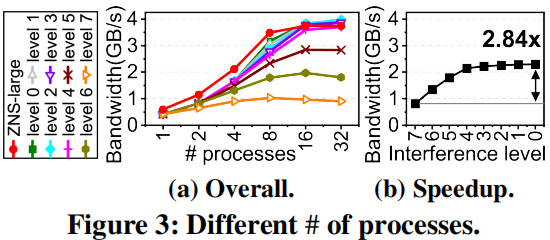 ZNS-large
level 0
level 1
level 2
level 3
level 4
level 5
level 6
level 7
Bandwidth(GB/s)
4
3
2
1
0
1
2
4
8
16
32
# processes
Bandwidth(GB/s)
4
3
2
1
0
2.84x
7
6
5
4
3
2
1
0
Interference level
(a) Overall.
(b) Speedup.
Figure 3: Different # of processes.